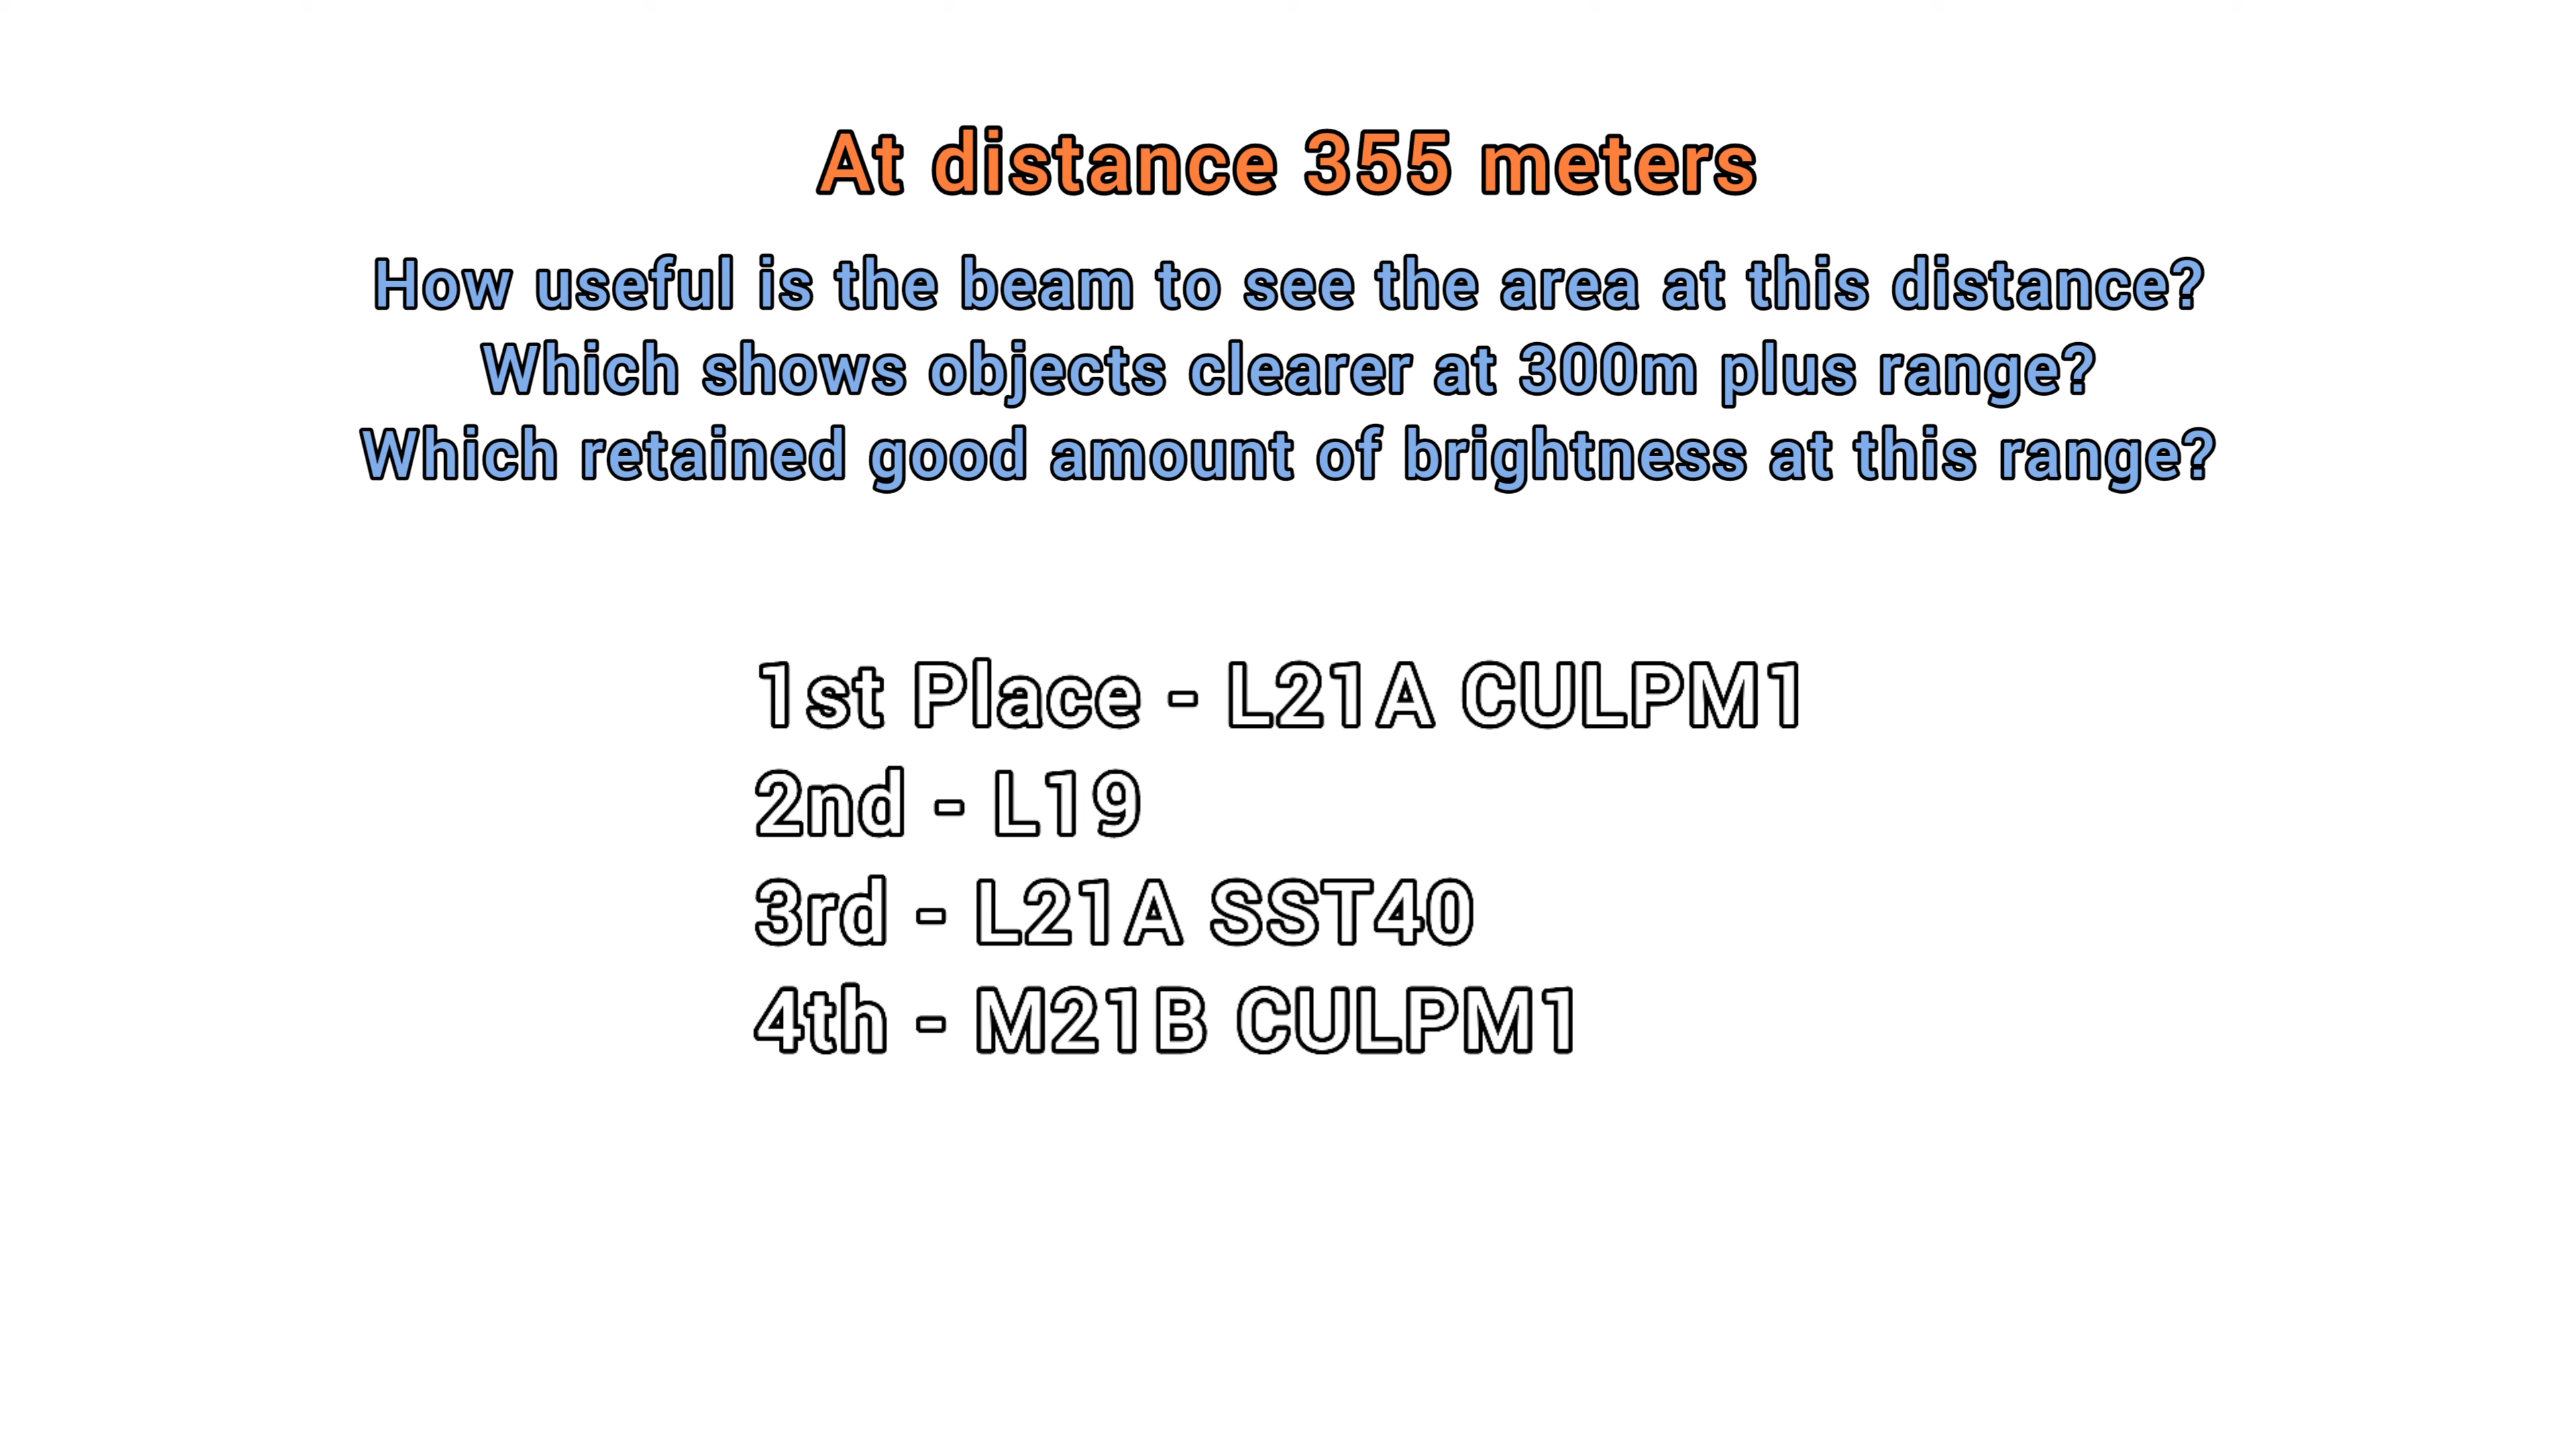 At distance 355 meters
How useful is the beam to see the area at this distance?
Which shows objects clearer at 300m plus range?
Which retained good amount of brightness at this range?
1st Place - L21A CULPM1
2nd - L19
3rd - L21A SST40
4th - M21B CULPM1